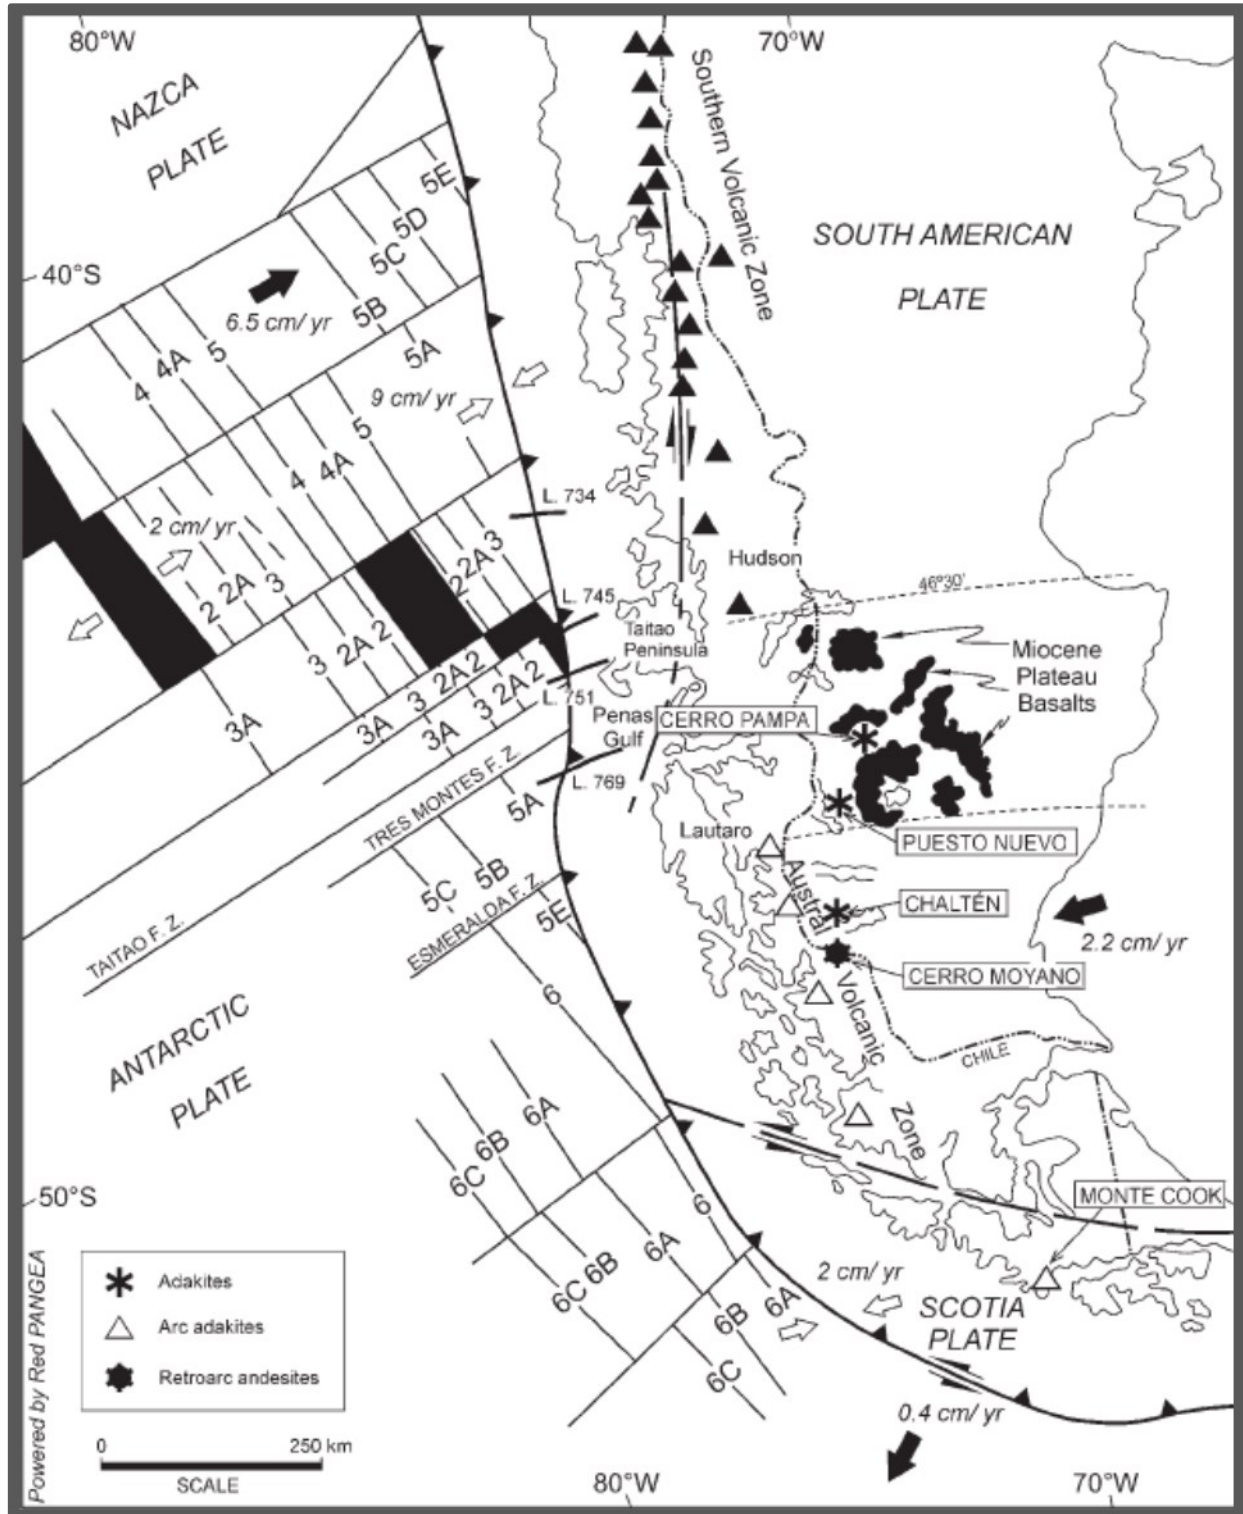 80°W
70°W
NAZCA
PLATE
Southern Volcanic Zone
SOUTH AMERICAN
PLATE
40°S
6.5 cm/yr
5E
5D
5C
5B
5A
5
4A
4
9 cm/yr
5
4A
4
2 cm/yr
L. 734
3
2A
2
3
2A
2
Hudson
46°30'
L. 745
Taitao
Peninsula
Miocene
Plateau
Basalts
3
2A
2
3A
L. 751
Penas
Gulf
CERRO PAMPA
3A
3
2A
2
3A
3
2A
2
TRES MONTES F. Z.
L. 769
5A
5B
5C
Lautaro
PUESTO NUEVO
Austral
Volcanic
Zone
CHALTÉN
2.2 cm/yr
CERRO MOYANO
ESMERALDA F. Z.
5E
TAITAO F. Z.
6
ANTARCTIC
PLATE
CHILE
6A
6B
6C
50°S
6
6A
6B
6C
MONTE COOK
2 cm/yr
SCOTIA
PLATE
6A
6B
6C
0.4 cm/yr
Adakites
Arc adakites
Retroarc andesites
0
250 km
SCALE
80°W
70°W
Powered by Red PANGEA